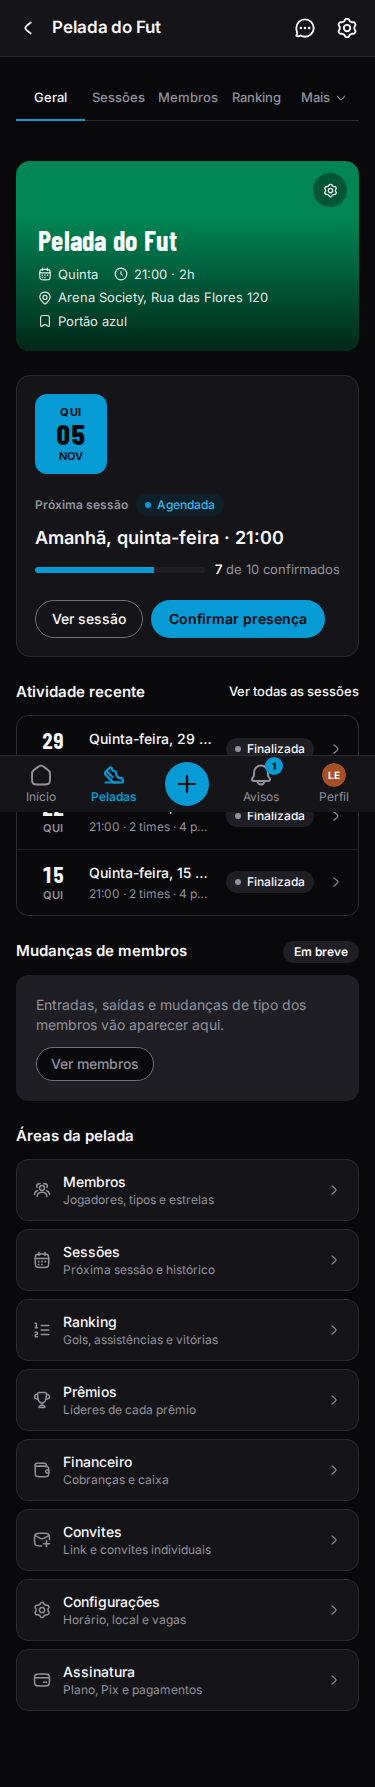 Pelada do Fut
Geral Sessões Membros Ranking Mais
Pelada do Fut
Quinta 21:00 · 2h
Arena Society, Rua das Flores 120
Portão azul
QUI
05
NOV
Próxima sessão Agendada
Amanhã, quinta-feira · 21:00
7 de 10 confirmados
Ver sessão Confirmar presença
Atividade recente Ver todas as sessões
29 Quinta-feira, 29 ... Finalizada
Início Peladas Avisos 1 LE Perfil
QUI 21:00 · 2 times · 4 p... Finalizada
15 Quinta-feira, 15 ... Finalizada
QUI 21:00 · 2 times · 4 p...
Mudanças de membros Em breve
Entradas, saídas e mudanças de tipo dos
membros vão aparecer aqui.
Ver membros
Áreas da pelada
Membros
Jogadores, tipos e estrelas
Sessões
Próxima sessão e histórico
Ranking
Gols, assistências e vitórias
Prêmios
Líderes de cada prêmio
Financeiro
Cobranças e caixa
Convites
Link e convites individuais
Configurações
Horário, local e vagas
Assinatura
Plano, Pix e pagamentos